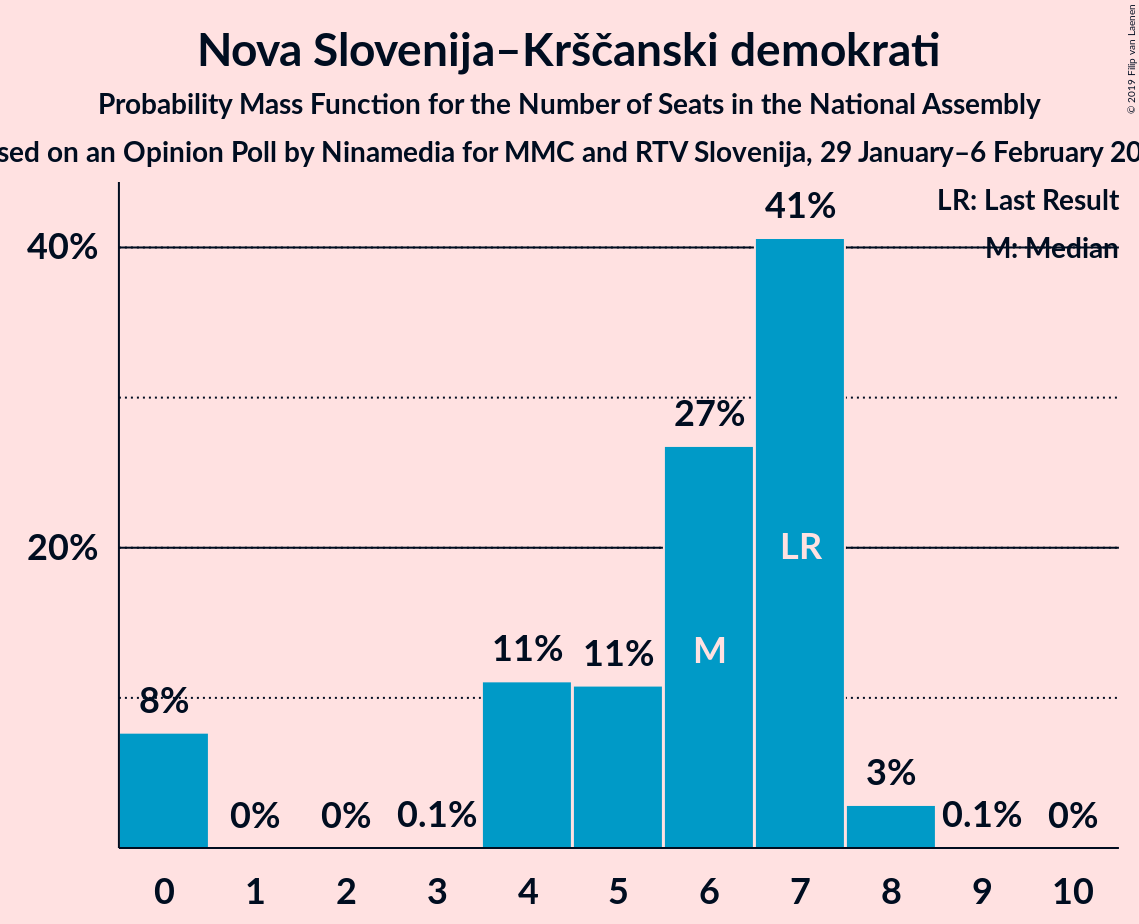 Nova Slovenija–Krščanski demokrati
Probability Mass Function for the Number of Seats in the National Assembly
on an Opinion Poll by Ninamedia for MMC and RTV Slovenija, 29 January–6 February
© 2019 Filip van Laenen
LR: Last Result
M: Median
40%
20%
8%
0%
0%
0.1%
11%
11%
27%
M
41%
LR
3%
0.1%
0%
0 1 2 3 4 5 6 7 8 9 10